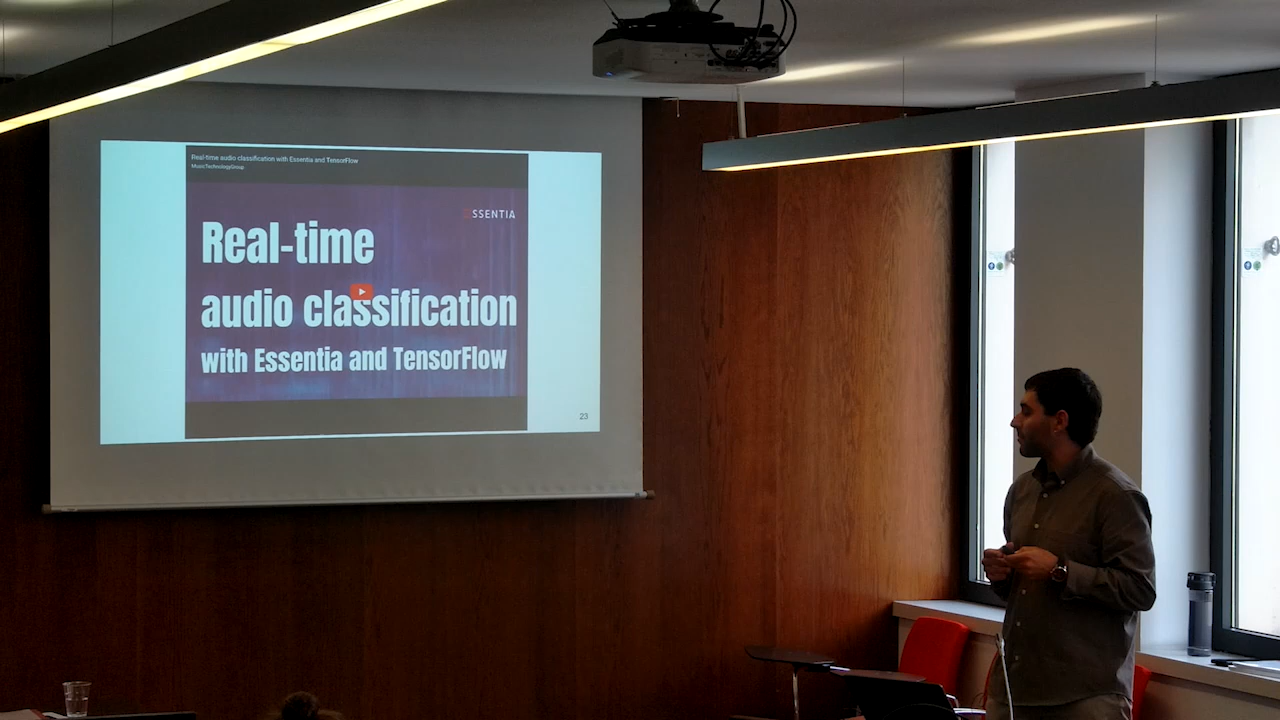 Real-time audio classification with Essentia and TensorFlow
MusicTechnologyGroup
ESSENTIA
Real-time
audio classification
with Essentia and TensorFlow
23